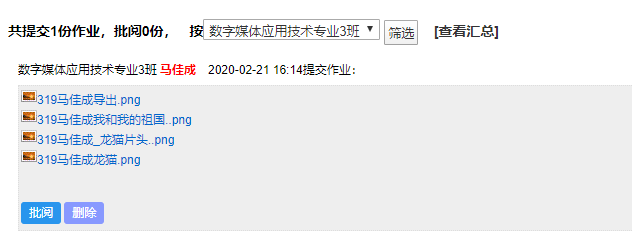 共提交1份作业，批阅0份， 按 数字媒体应用技术专业3班 筛选 [查看汇总]
数字媒体应用技术专业3班 马佳成 2020-02-21 16:14提交作业：
319马佳成导出.png
319马佳成我和我的祖国..png
319马佳成_龙猫片头..png
319马佳成龙猫.png
批阅 删除